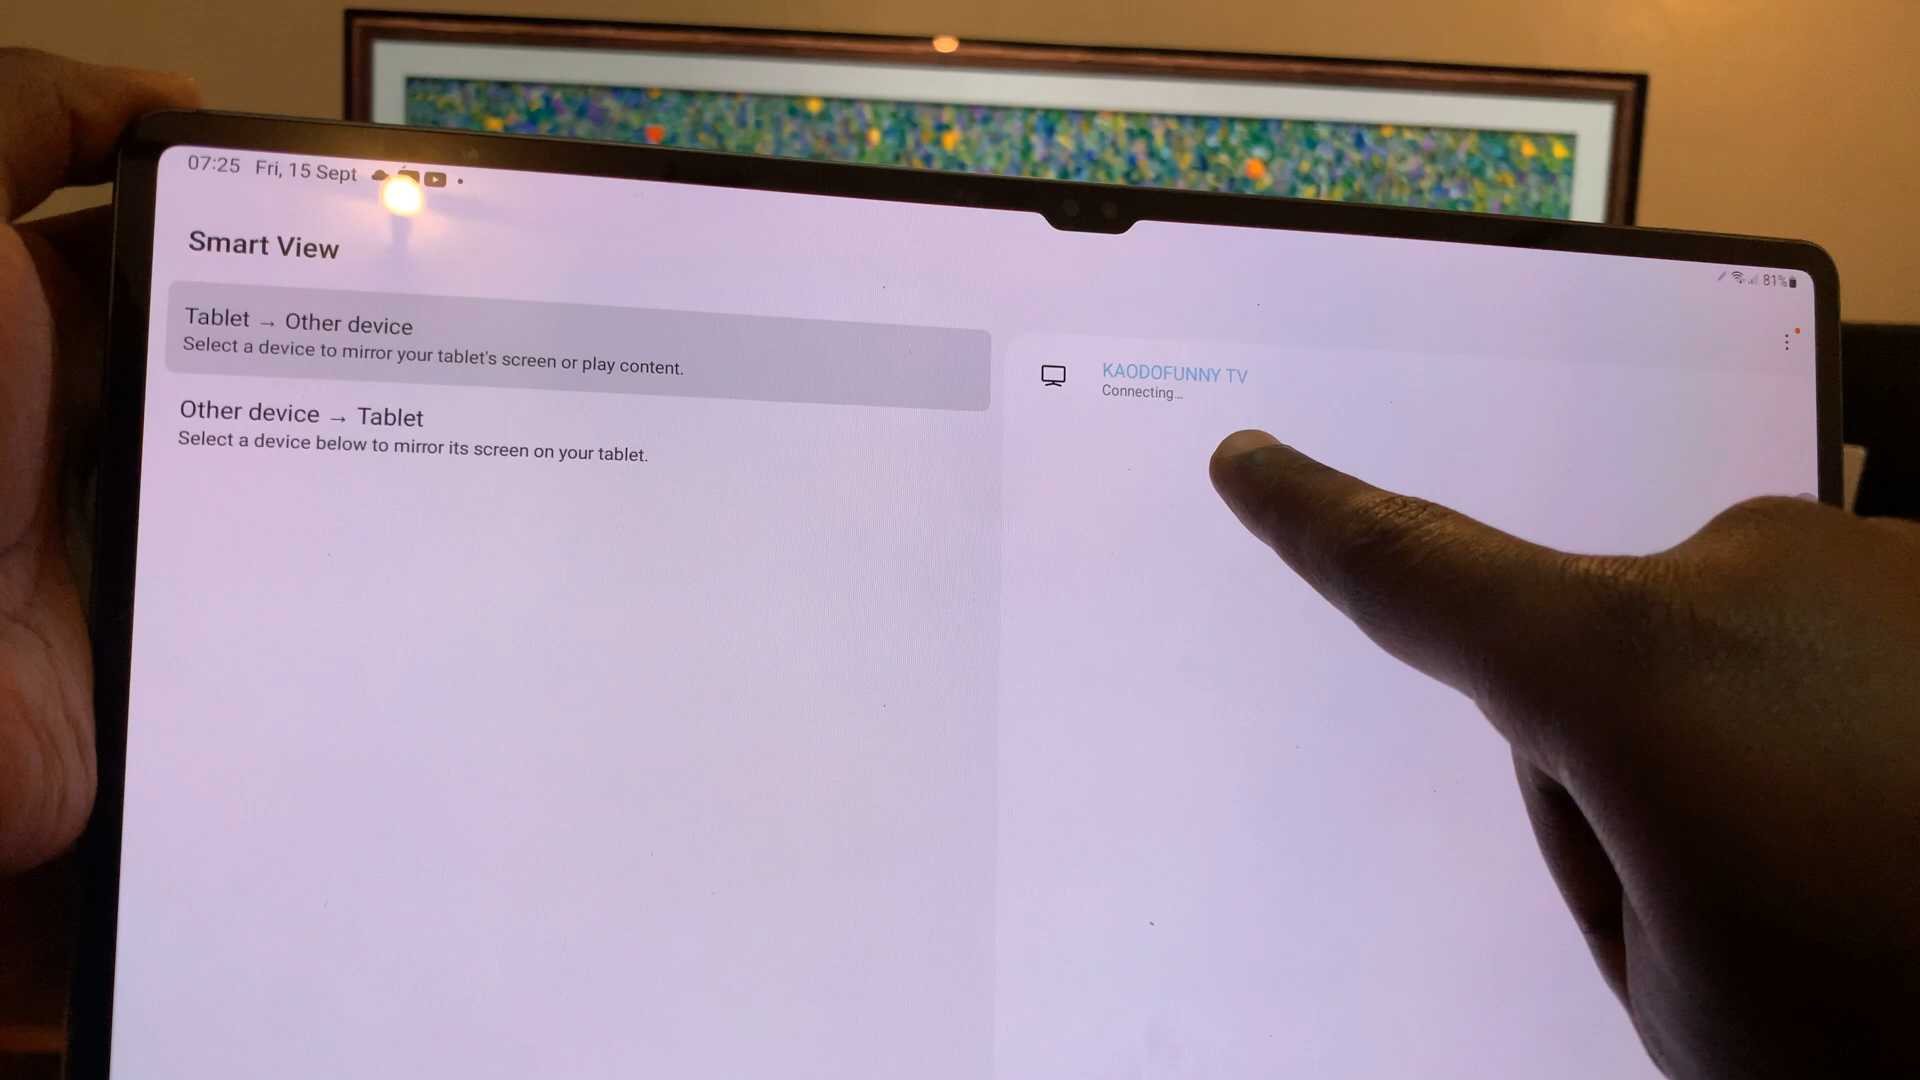 07:25 Fri, 15 Sept
81%
Smart View
Tablet → Other device
Select a device to mirror your tablet's screen or play content.
Other device → Tablet
Select a device below to mirror its screen on your tablet.
KAODOFUNNY TV
Connecting...